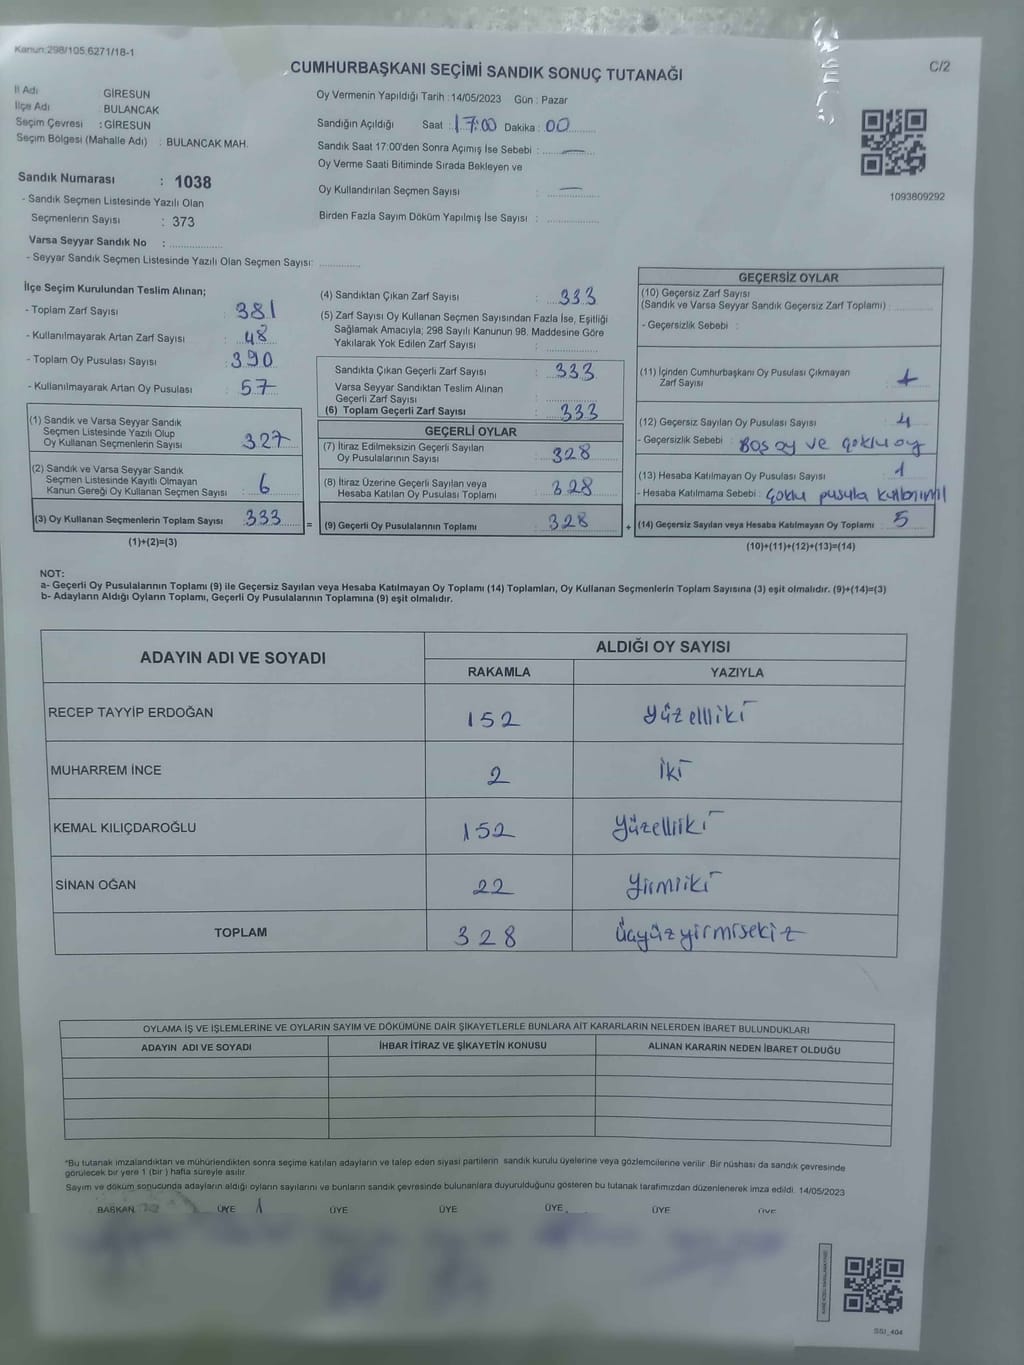 Kanun:298/105.6271/18-1
CUMHURBAŞKANI SEÇİMİ SANDIK SONUÇ TUTANAĞI
C/2
İl Adı GİRESUN
İlçe Adı BULANCAK
Seçim Çevresi : GİRESUN
Seçim Bölgesi (Mahalle Adı) : BULANCAK MAH.
Sandık Numarası : 1038
- Sandık Seçmen Listesinde Yazılı Olan
Seçmenlerin Sayısı : 373
Varsa Seyyar Sandık No :
- Seyyar Sandık Seçmen Listesinde Yazılı Olan Seçmen Sayısı:
Oy Vermenin Yapıldığı Tarih : 14/05/2023 Gün : Pazar
Sandığın Açıldığı Saat : 17:00 Dakika : 00
Sandık Saat 17:00'den Sonra Açımış İse Sebebi : —
Oy Verme Saati Bitiminde Sırada Bekleyen ve
Oy Kullandırılan Seçmen Sayısı : —
Birden Fazla Sayım Döküm Yapılmış İse Sayısı :
1093809292
İlçe Seçim Kurulundan Teslim Alınan;
- Toplam Zarf Sayısı : 381
- Kullanılmayarak Artan Zarf Sayısı : 48
- Toplam Oy Pusulası Sayısı : 390
- Kullanılmayarak Artan Oy Pusulası : 57
(1) Sandık ve Varsa Seyyar Sandık
Seçmen Listesinde Yazılı Olup
Oy Kullanan Seçmenlerin Sayısı : 327
(2) Sandık ve Varsa Seyyar Sandık
Seçmen Listesinde Kayıtlı Olmayan
Kanun Gereği Oy Kullanan Seçmen Sayısı : 6
(3) Oy Kullanan Seçmenlerin Toplam Sayısı : 333 =
(1)+(2)=(3)
(4) Sandıktan Çıkan Zarf Sayısı : 333
(5) Zarf Sayısı Oy Kullanan Seçmen Sayısından Fazla İse, Eşitliği
Sağlamak Amacıyla; 298 Sayılı Kanunun 98. Maddesine Göre
Yakılarak Yok Edilen Zarf Sayısı :
Sandıkta Çıkan Geçerli Zarf Sayısı : 333
Varsa Seyyar Sandıktan Teslim Alınan
Geçerli Zarf Sayısı :
(6) Toplam Geçerli Zarf Sayısı : 333
GEÇERLİ OYLAR
(7) İtiraz Edilmeksizin Geçerli Sayılan
Oy Pusulalarının Sayısı : 328
(8) İtiraz Üzerine Geçerli Sayılan veya
Hesaba Katılan Oy Pusulası Toplamı : 328
(9) Geçerli Oy Pusulalarının Toplamı : 328 +
GEÇERSİZ OYLAR
(10) Geçersiz Zarf Sayısı
(Sandık ve Varsa Seyyar Sandık Geçersiz Zarf Toplamı) :
- Geçersizlik Sebebi :
(11) İçinden Cumhurbaşkanı Oy Pusulası Çıkmayan
Zarf Sayısı :
(12) Geçersiz Sayılan Oy Pusulası Sayısı : 4
- Geçersizlik Sebebi : Boş oy ve çoklu oy
(13) Hesaba Katılmayan Oy Pusulası Sayısı : 1
- Hesaba Katılmama Sebebi : Çoklu pusula
(14) Geçersiz Sayılan veya Hesaba Katılmayan Oy Toplamı : 5
(10)+(11)+(12)+(13)=(14)
NOT:
a- Geçerli Oy Pusulalarının Toplamı (9) ile Geçersiz Sayılan veya Hesaba Katılmayan Oy Toplamı (14) Toplamları, Oy Kullanan Seçmenlerin Toplam Sayısına (3) eşit olmalıdır. (9)+(14)=(3)
b- Adayların Aldığı Oyların Toplamı, Geçerli Oy Pusulalarının Toplamına (9) eşit olmalıdır.
ADAYIN ADI VE SOYADI
ALDIĞI OY SAYISI
RAKAMLA YAZIYLA
RECEP TAYYİP ERDOĞAN 152 yüzelliiki
MUHARREM İNCE 2 iki
KEMAL KILIÇDAROĞLU 152 yüzelliiki
SİNAN OĞAN 22 yirmiiki
TOPLAM 328 üçyüzyirmisekiz
OYLAMA İŞ VE İŞLEMLERİNE VE OYLARIN SAYIM VE DÖKÜMÜNE DAİR ŞİKAYETLERLE BUNLARA AİT KARARLARIN NELERDEN İBARET BULUNDUKLARI
ADAYIN ADI VE SOYADI İHBAR İTİRAZ VE ŞİKAYETİN KONUSU ALINAN KARARIN NEDEN İBARET OLDUĞU
*Bu tutanak imzalandıktan ve mühürlendikten sonra seçime katılan adayların ve talep eden siyasi partilerin sandık kurulu üyelerine veya gözlemcilerine verilir. Bir nüshası da sandık çevresinde
görülecek bir yere 1 (bir ) hafta süreyle asılır.
Sayım ve döküm sonucunda adayların aldığı oyların sayılarını ve bunların sandık çevresinde bulunanlara duyurulduğunu gösteren bu tutanak tarafımızdan düzenlenerek imza edildi. 14/05/2023
BAŞKAN ÜYE ÜYE ÜYE ÜYE ÜYE ÜYE
SSI_404